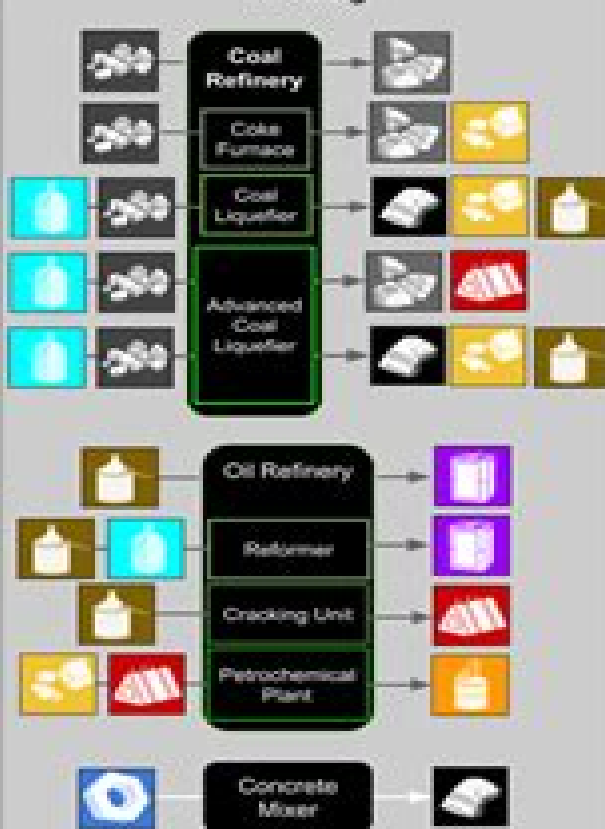 Coal
Refinery
Coke
Furnace
Coal
Liquefier
Advanced
Coal
Liquefier
Oil Refinery
Reformer
Cracking Unit
Petrochemical
Plant
Concrete
Mixer